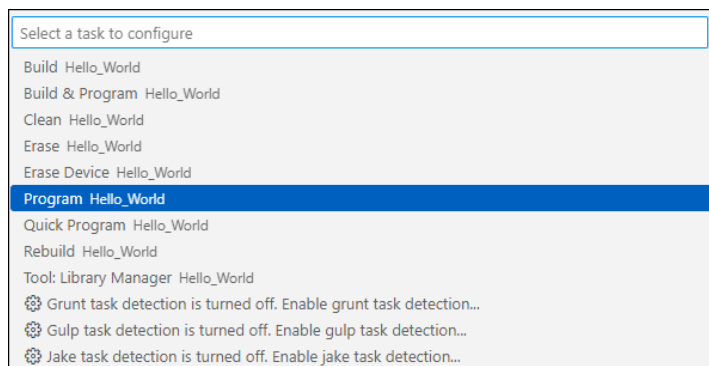 Select a task to configure
Build Hello_World
Build & Program Hello_World
Clean Hello_World
Erase Hello_World
Erase Device Hello_World
Program Hello_World
Quick Program Hello_World
Rebuild Hello_World
Tool: Library Manager Hello_World
Grunt task detection is turned off. Enable grunt task detection...
Gulp task detection is turned off. Enable gulp task detection...
Jake task detection is turned off. Enable jake task detection...